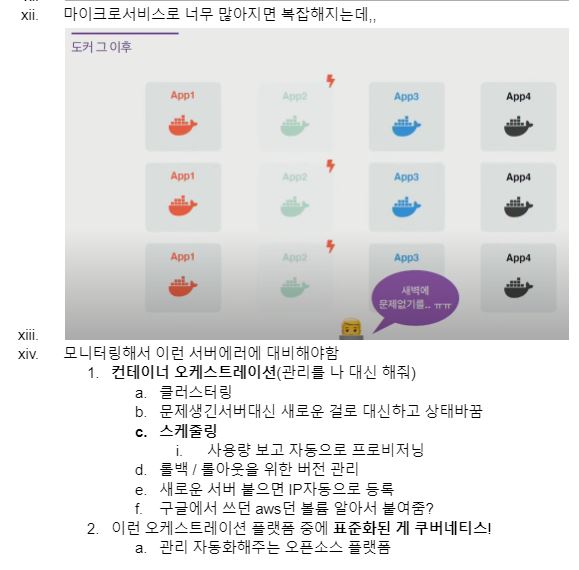 xii. 마이크로서비스로 너무 많아지면 복잡해지는데,,
도커 그 이후
App1 App2 App3 App4
App1 App2 App3 App4
App1 App2 App3 App4
새벽에
문제없기를.. ㅠㅠ
xiii.
xiv. 모니터링해서 이런 서버에러에 대비해야함
1. 컨테이너 오케스트레이션(관리를 나 대신 해줘)
a. 클러스터링
b. 문제생긴서버대신 새로운 걸로 대신하고 상태바꿈
c. 스케줄링
i. 사용량 보고 자동으로 프로비저닝
d. 롤백 / 롤아웃을 위한 버전 관리
e. 새로운 서버 붙으면 IP자동으로 등록
f. 구글에서 쓰던 aws던 볼륨 알아서 붙여줌?
2. 이런 오케스트레이션 플랫폼 중에 표준화된 게 쿠버네티스!
a. 관리 자동화해주는 오픈소스 플랫폼